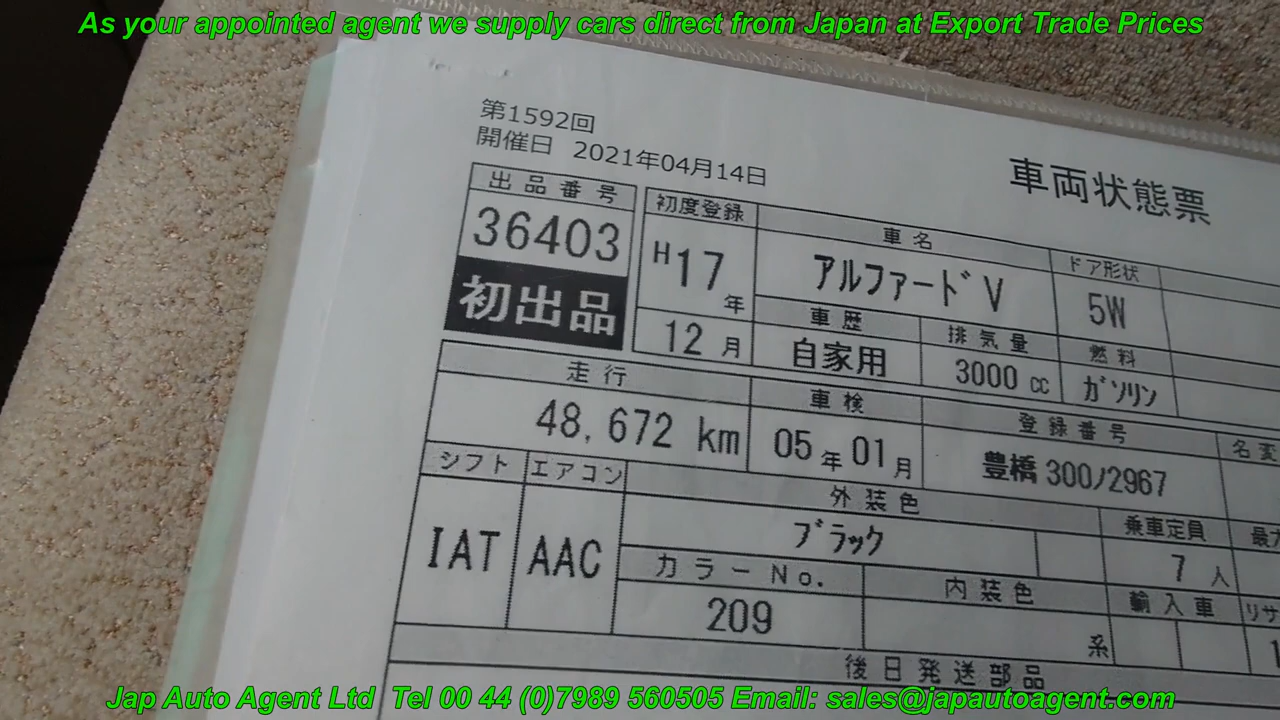 As your appointed agent we supply cars direct from Japan at Export Trade Prices
第1592回
開催日 2021年04月14日
車両状態票
出品番号
36403
初出品
初度登録
H17年
12月
車名
アルファードV
ドア形状
5W
車歴
自家用
排気量
3000 cc
燃料
ガソリン
走行
48,672 km
車検
05年01月
登録番号
豊橋 300ノ2967
名変
シフト
IAT
エアコン
AAC
外装色
ブラック
乗車定員
7人
最大
カラーNo.
209
内装色
系
輸入車
リサ
後日発送部品
Jap Auto Agent Ltd Tel 00 44 (0)7989 560505 Email: sales@japautoagent.com